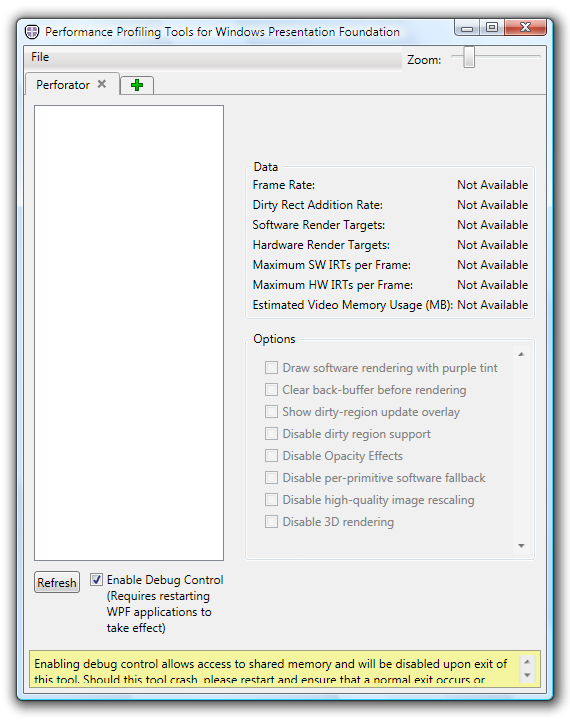 Performance Profiling Tools for Windows Presentation Foundation
File
Zoom:
Perforator
Data
Frame Rate: Not Available
Dirty Rect Addition Rate: Not Available
Software Render Targets: Not Available
Hardware Render Targets: Not Available
Maximum SW IRTs per Frame: Not Available
Maximum HW IRTs per Frame: Not Available
Estimated Video Memory Usage (MB): Not Available
Options
Draw software rendering with purple tint
Clear back-buffer before rendering
Show dirty-region update overlay
Disable dirty region support
Disable Opacity Effects
Disable per-primitive software fallback
Disable high-quality image rescaling
Disable 3D rendering
Refresh
Enable Debug Control
(Requires restarting
WPF applications to
take effect)
Enabling debug control allows access to shared memory and will be disabled upon exit of
this tool. Should this tool crash, please restart and ensure that a normal exit occurs or